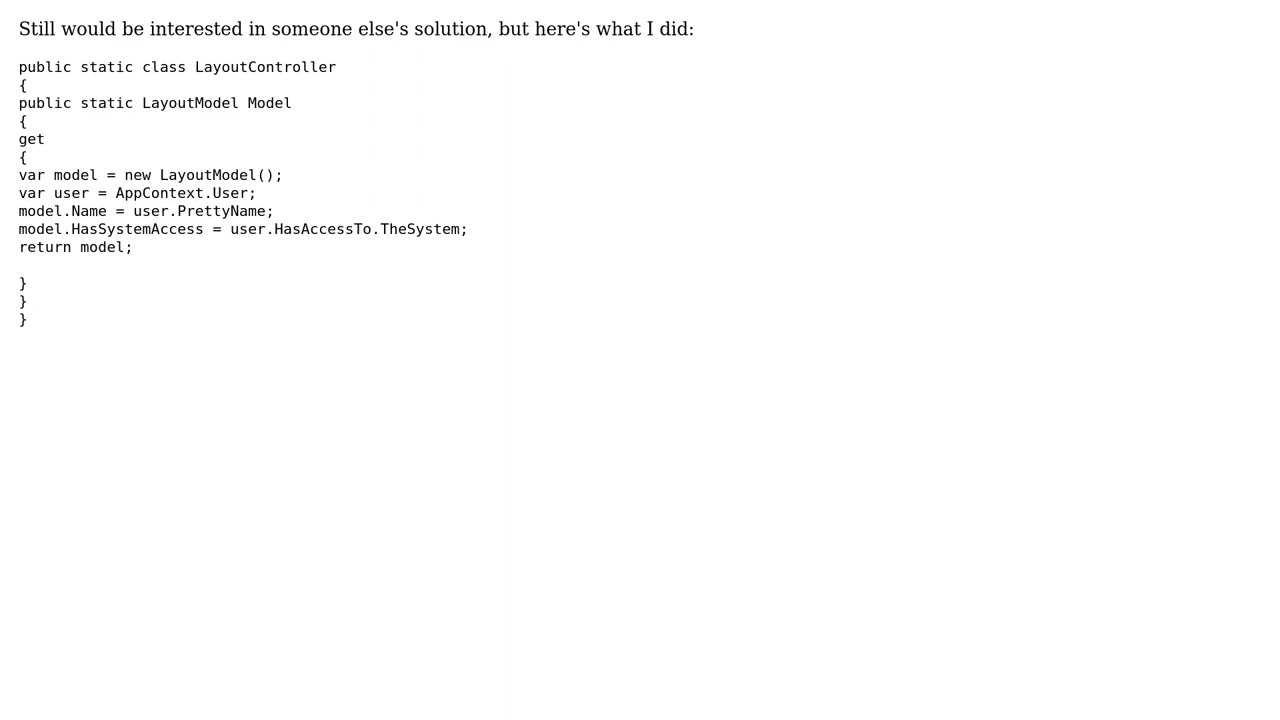 Still would be interested in someone else's solution, but here's what I did:
public static class LayoutController
{
public static LayoutModel Model
{
get
{
var model = new LayoutModel();
var user = AppContext.User;
model.Name = user.PrettyName;
model.HasSystemAccess = user.HasAccessTo.TheSystem;
return model;
}
}
}